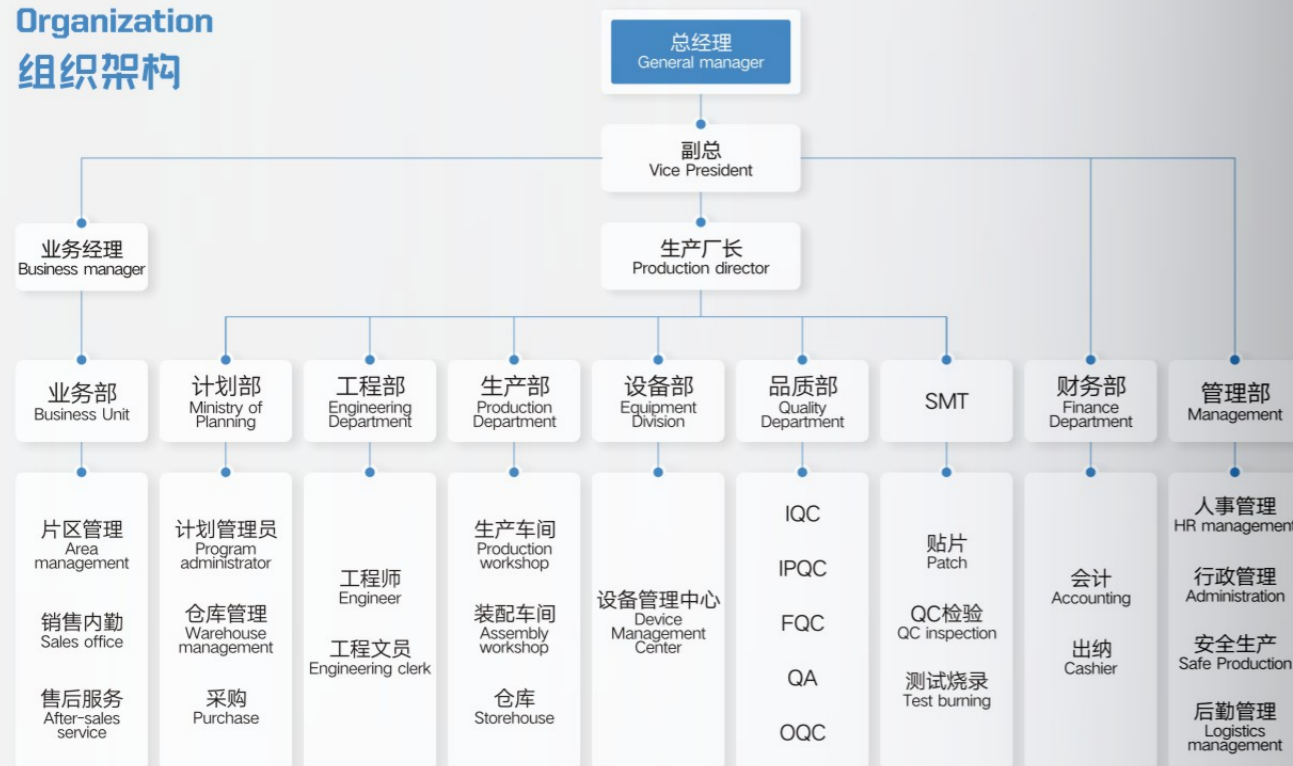 Organization
组织架构
总经理
General manager
副总
Vice President
业务经理
Business manager
生产厂长
Production director
业务部
Business Unit
计划部
Ministry of
Planning
工程部
Engineering
Department
生产部
Production
Department
设备部
Equipment
Division
品质部
Quality
Department
SMT
财务部
Finance
Department
管理部
Management
片区管理
Area
management
销售内勤
Sales office
售后服务
After-sales
service
计划管理员
Program
administrator
仓库管理
Warehouse
management
采购
Purchase
工程师
Engineer
工程文员
Engineering clerk
生产车间
Production
workshop
装配车间
Assembly
workshop
仓库
Storehouse
设备管理中心
Device
Management
Center
IQC
IPQC
FQC
QA
OQC
贴片
Patch
QC检验
QC inspection
测试烧录
Test burning
会计
Accounting
出纳
Cashier
人事管理
HR management
行政管理
Administration
安全生产
Safe Production
后勤管理
Logistics
management